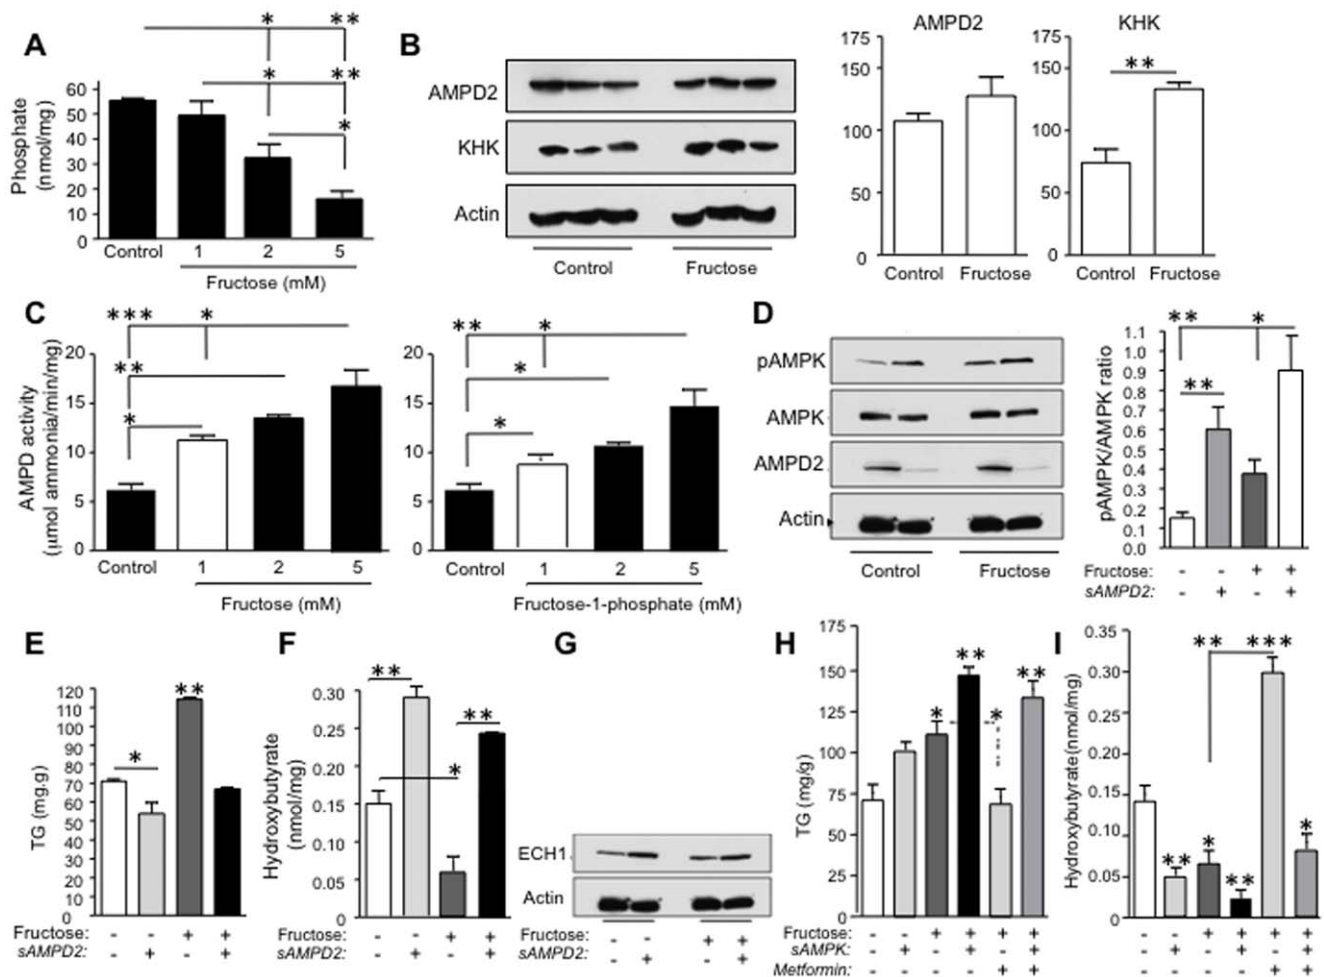 A
* **
* **
*
Phosphate
(nmol/mg)
60
50
40
30
20
10
0
Control 1 2 5
Fructose (mM)
B
AMPD2
KHK
Actin
Control Fructose
AMPD2
175
150
100
50
0
Control Fructose
KHK
175
150
100
50
0
**
Control Fructose
C
*** *
**
*
AMPD activity
(µmol ammonia/min/mg)
20
15
10
5
0
Control 1 2 5
Fructose (mM)
** *
*
*
20
15
10
5
0
Control 1 2 5
Fructose-1-phosphate (mM)
D
pAMPK
AMPK
AMPD2
Actin
Control Fructose
** *
**
pAMPK/AMPK ratio
1.1
1.0
0.9
0.8
0.7
0.6
0.4
0.3
0.2
0.1
0.0
Fructose: - - + +
sAMPD2: - + - +
E
**
*
TG (mg.g)
120
110
100
90
80
70
60
50
40
30
20
10
0
Fructose: - - + +
sAMPD2: - + - +
F
**
**
*
Hydroxybutyrate
(nmol/mg)
0.30
0.20
0.20
0.15
0.10
0.05
0
Fructose: - - + +
sAMPD2: - + - +
G
ECH1
Actin
Fructose: - - + +
sAMPD2: - + - +
H
** **
* *
TG (mg/g)
175
150
125
100
75
50
25
0
Fructose: - - + + + +
sAMPK: - + - + - +
Metformin: - - - - + +
I
** ***
** * ** *
Hydroxybutyrate(nmol/mg)
0.35
0.30
0.25
0.20
0.15
0.10
0.05
0
- - + + + +
- + - + - +
- - - - + +